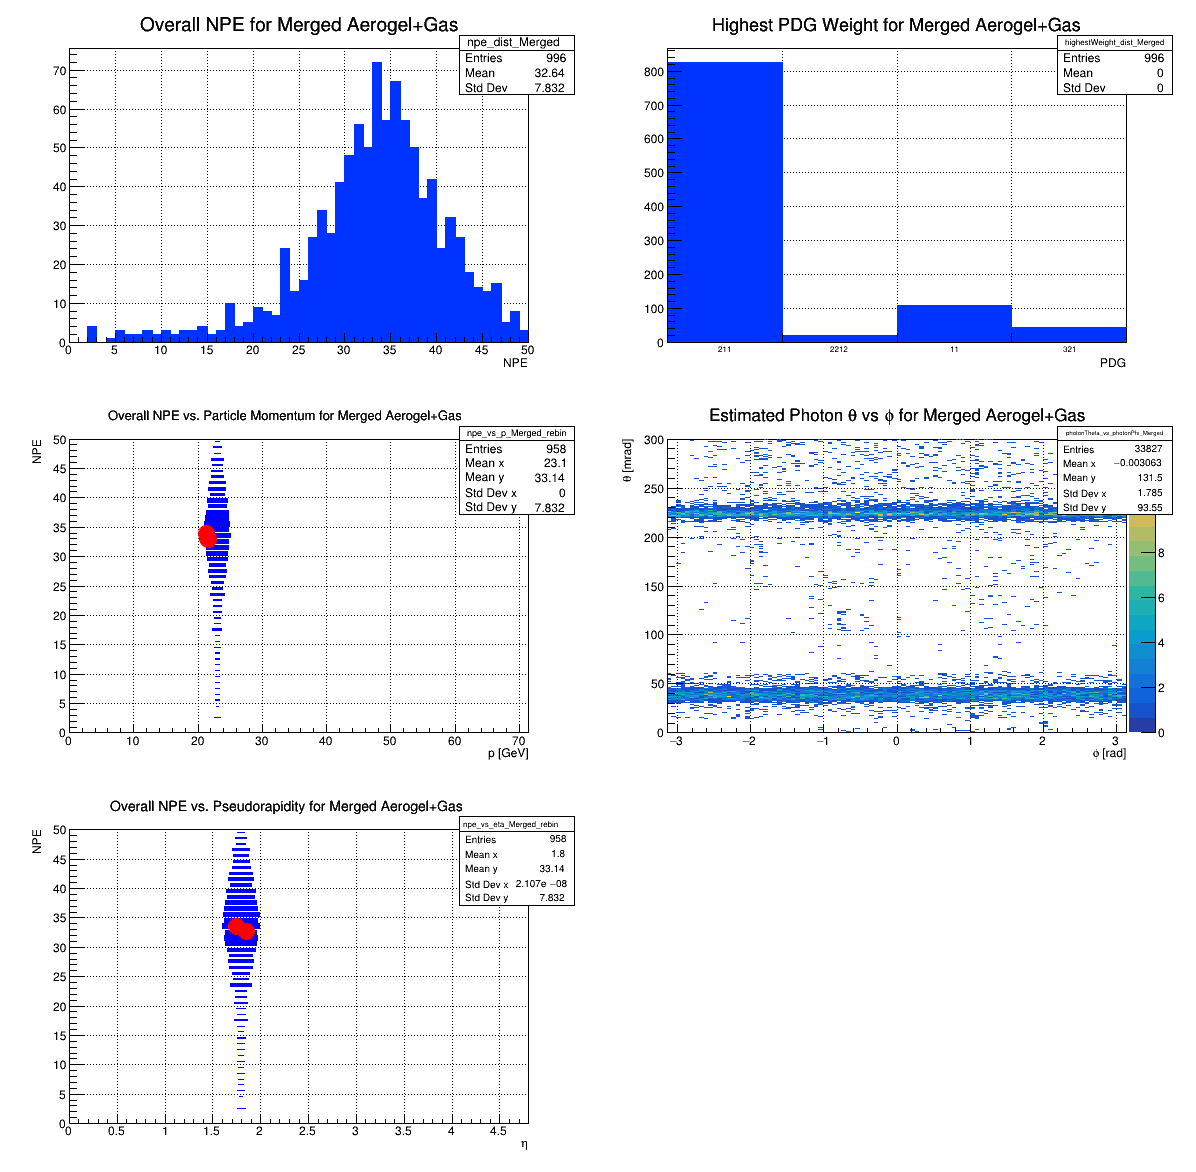 Overall NPE for Merged Aerogel+Gas
npe_dist_Merged
Entries 996
Mean 32.64
Std Dev 7.832
70
60
50
40
30
20
10
0
0 5 10 15 20 25 30 35 40 45 50
NPE
Highest PDG Weight for Merged Aerogel+Gas
highestWeight_dist_Merged
Entries 996
Mean 0
Std Dev 0
800
700
600
500
400
300
200
100
0
211 2212 11 321
PDG
Overall NPE vs. Particle Momentum for Merged Aerogel+Gas
npe_vs_p_Merged_rebin
Entries 958
Mean x 23.1
Mean y 33.14
Std Dev x 0
Std Dev y 7.832
NPE
50
45
40
35
30
25
20
15
10
5
0
0 10 20 30 40 50 60 70
p [GeV]
Estimated Photon θ vs ϕ for Merged Aerogel+Gas
photonTheta_vs_photonPhi_Merged
Entries 33827
Mean x −0.003063
Mean y 131.5
Std Dev x 1.785
Std Dev y 93.55
θ [mrad]
300
250
200
150
100
50
0
−3 −2 −1 0 1 2 3
ϕ [rad]
8
6
4
2
0
Overall NPE vs. Pseudorapidity for Merged Aerogel+Gas
npe_vs_eta_Merged_rebin
Entries 958
Mean x 1.8
Mean y 33.14
Std Dev x 2.107e −08
Std Dev y 7.832
NPE
50
45
40
35
30
25
20
15
10
5
0
0 0.5 1 1.5 2 2.5 3 3.5 4 4.5
η